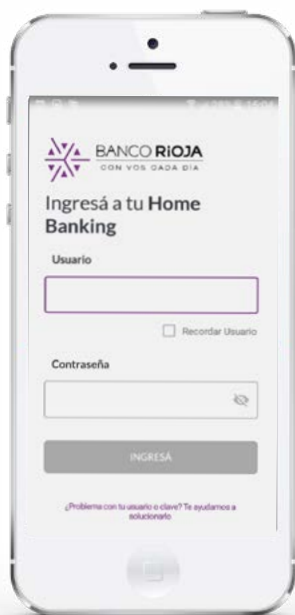 BANCO RIOJA
CON VOS CADA DÍA
Ingresá a tu Home
Banking
Usuario
Recordar Usuario
Contraseña
INGRESÁ
¿Problema con tu usuario o clave? Te ayudamos a
solucionarlo